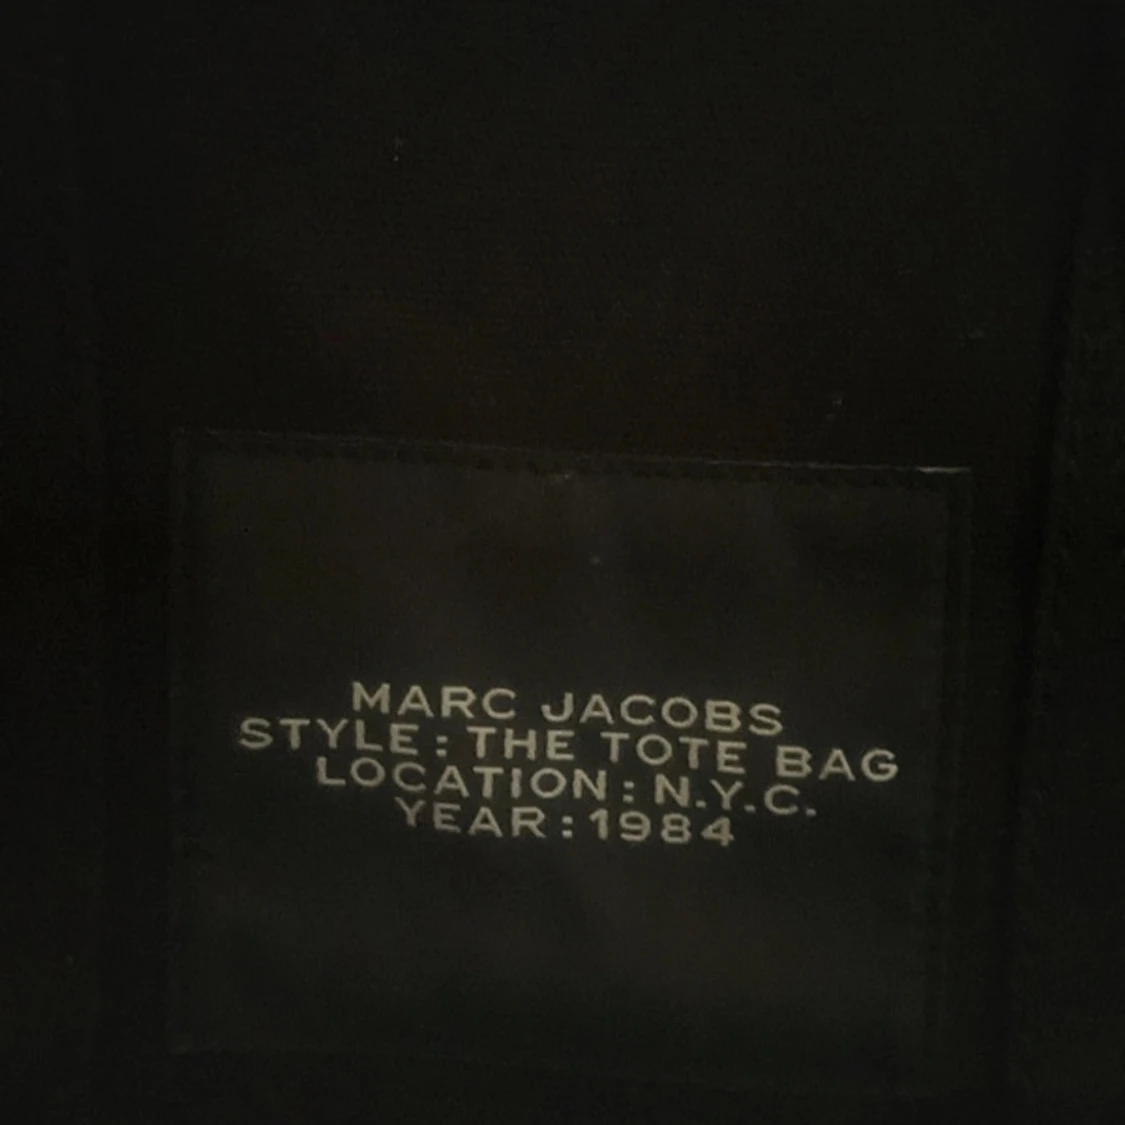 MARC JACOBS
STYLE : THE TOTE BAG
LOCATION : N.Y.C.
YEAR : 1984